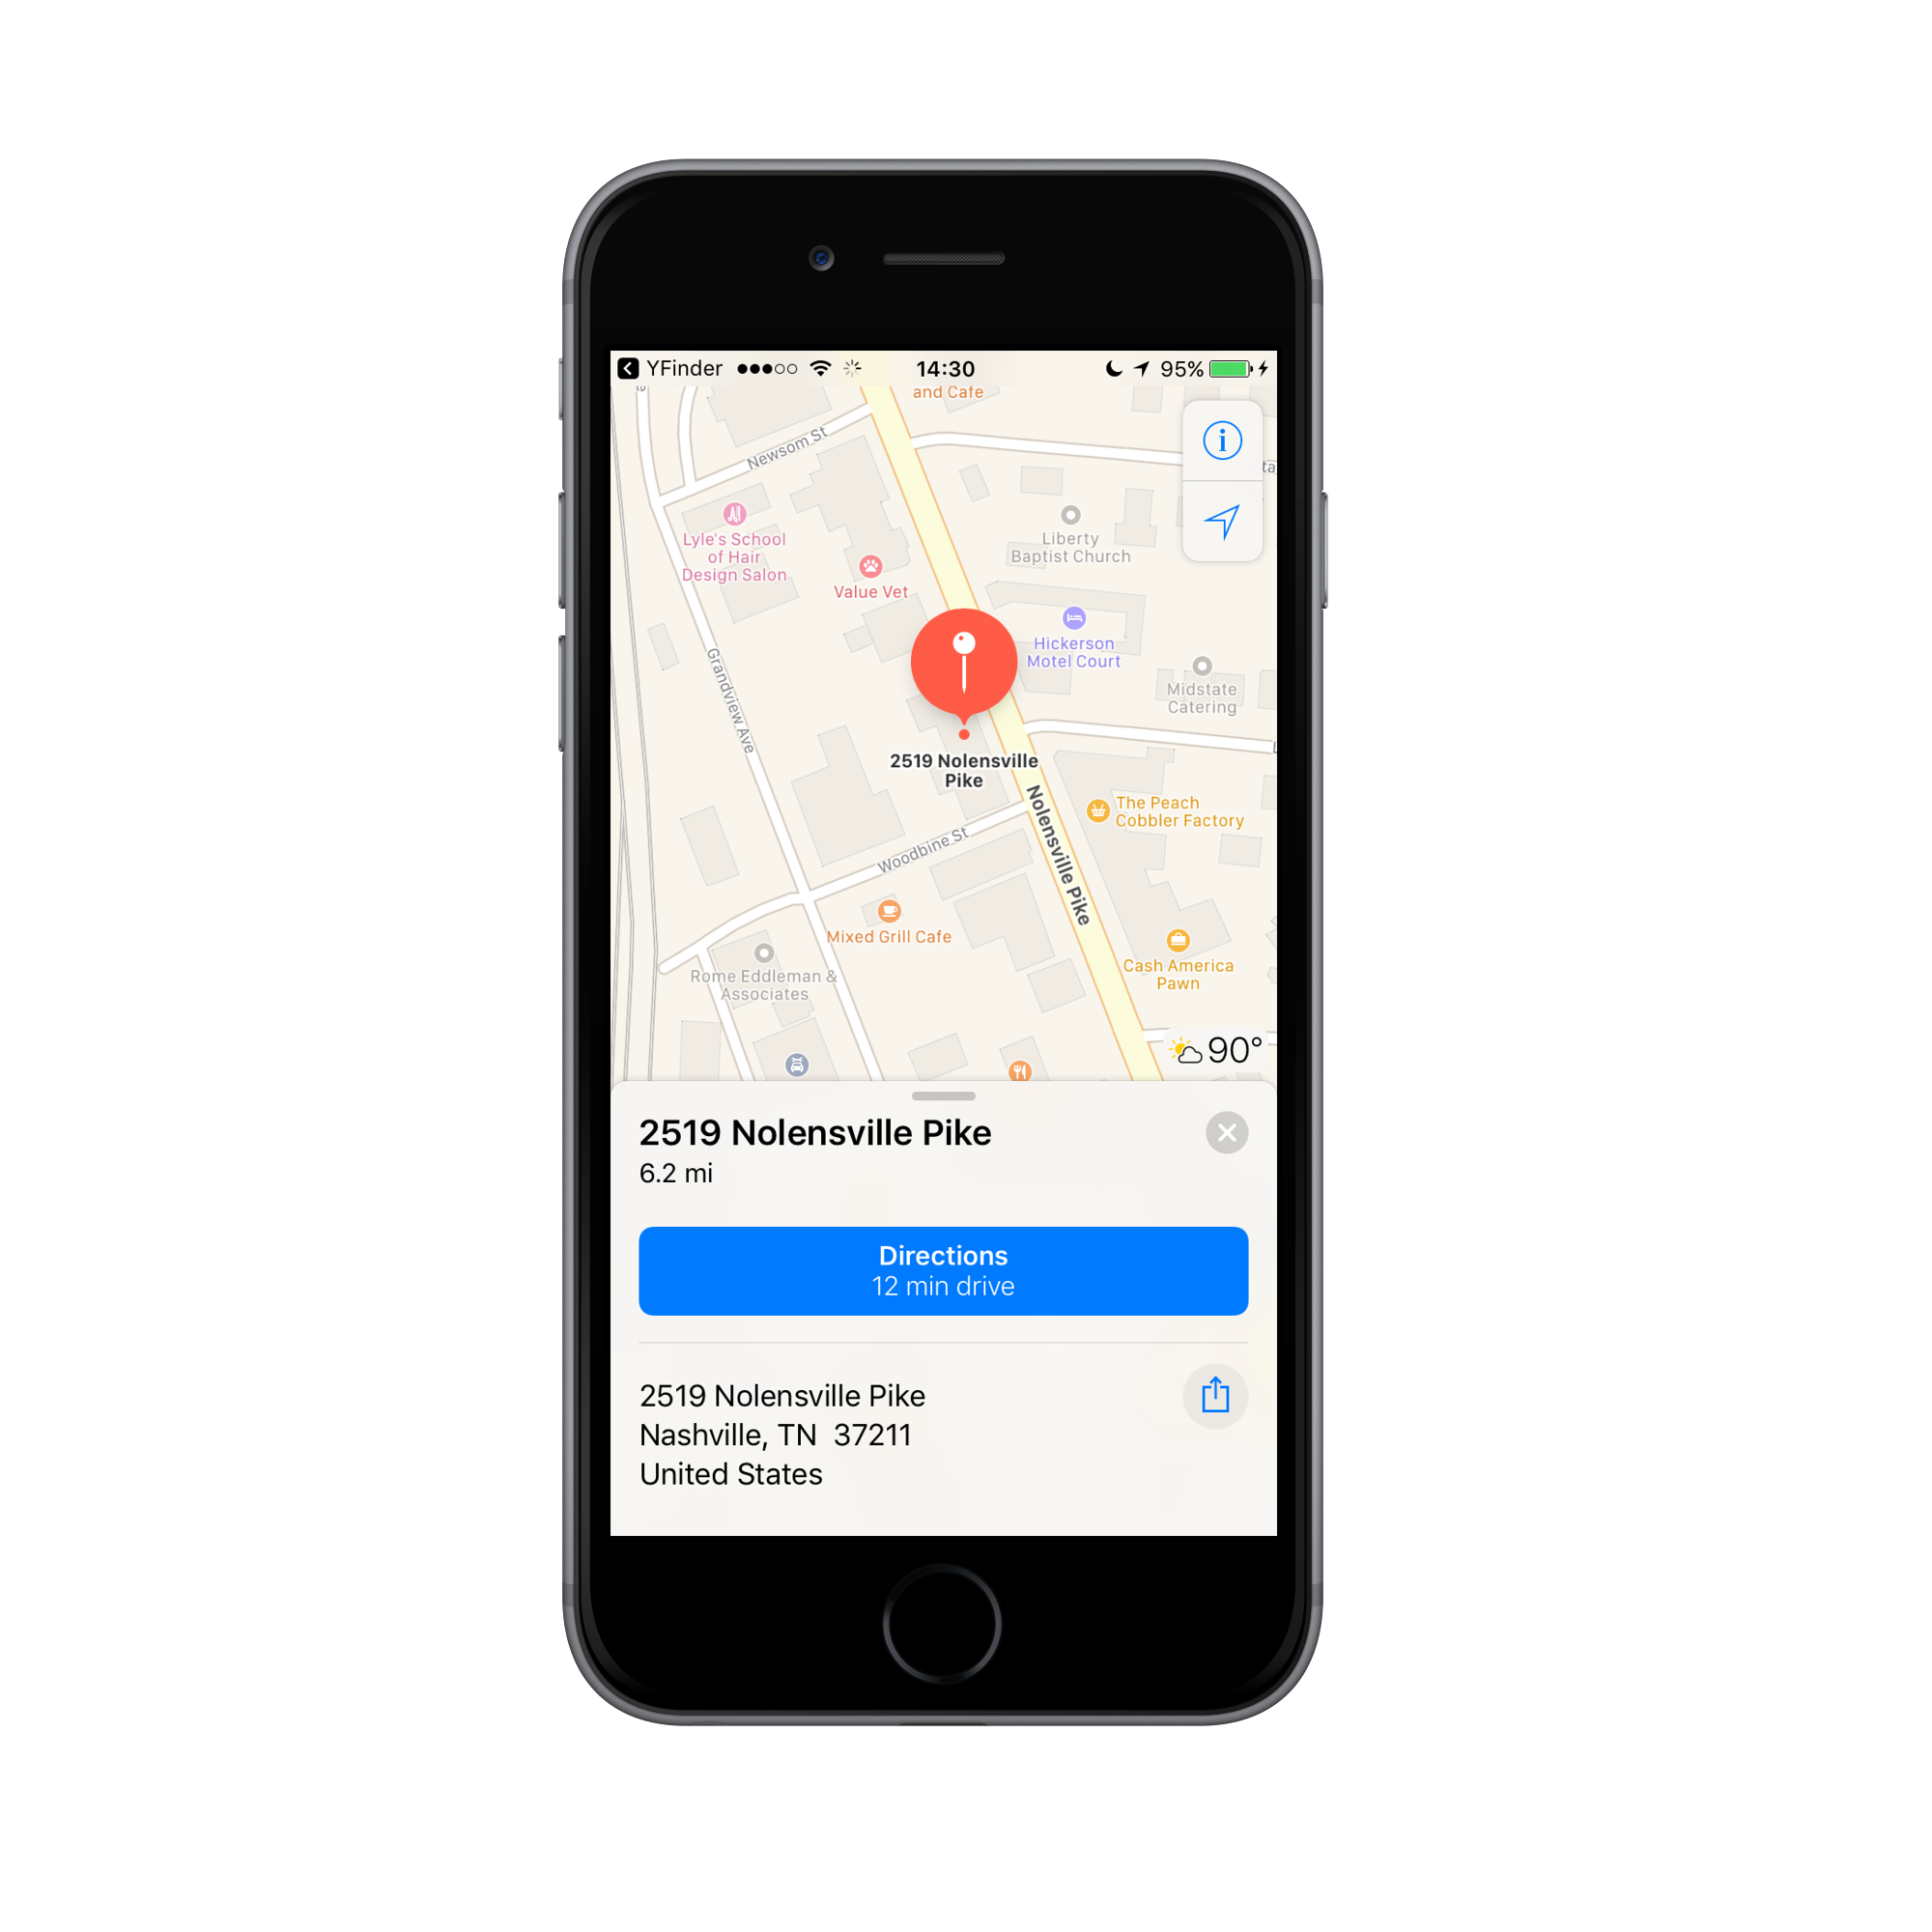 YFinder 14:30 95%
and Cafe
Newsom St
Lyle's School
of Hair
Design Salon
Value Vet
Liberty
Baptist Church
Hickerson
Motel Court
Midstate
Catering
Grandview Ave
2519 Nolensville
Pike
Nolensville Pike
The Peach
Cobbler Factory
Woodbine St
Mixed Grill Cafe
Rome Eddleman &
Associates
Cash America
Pawn
90°
2519 Nolensville Pike
6.2 mi
Directions
12 min drive
2519 Nolensville Pike
Nashville, TN 37211
United States